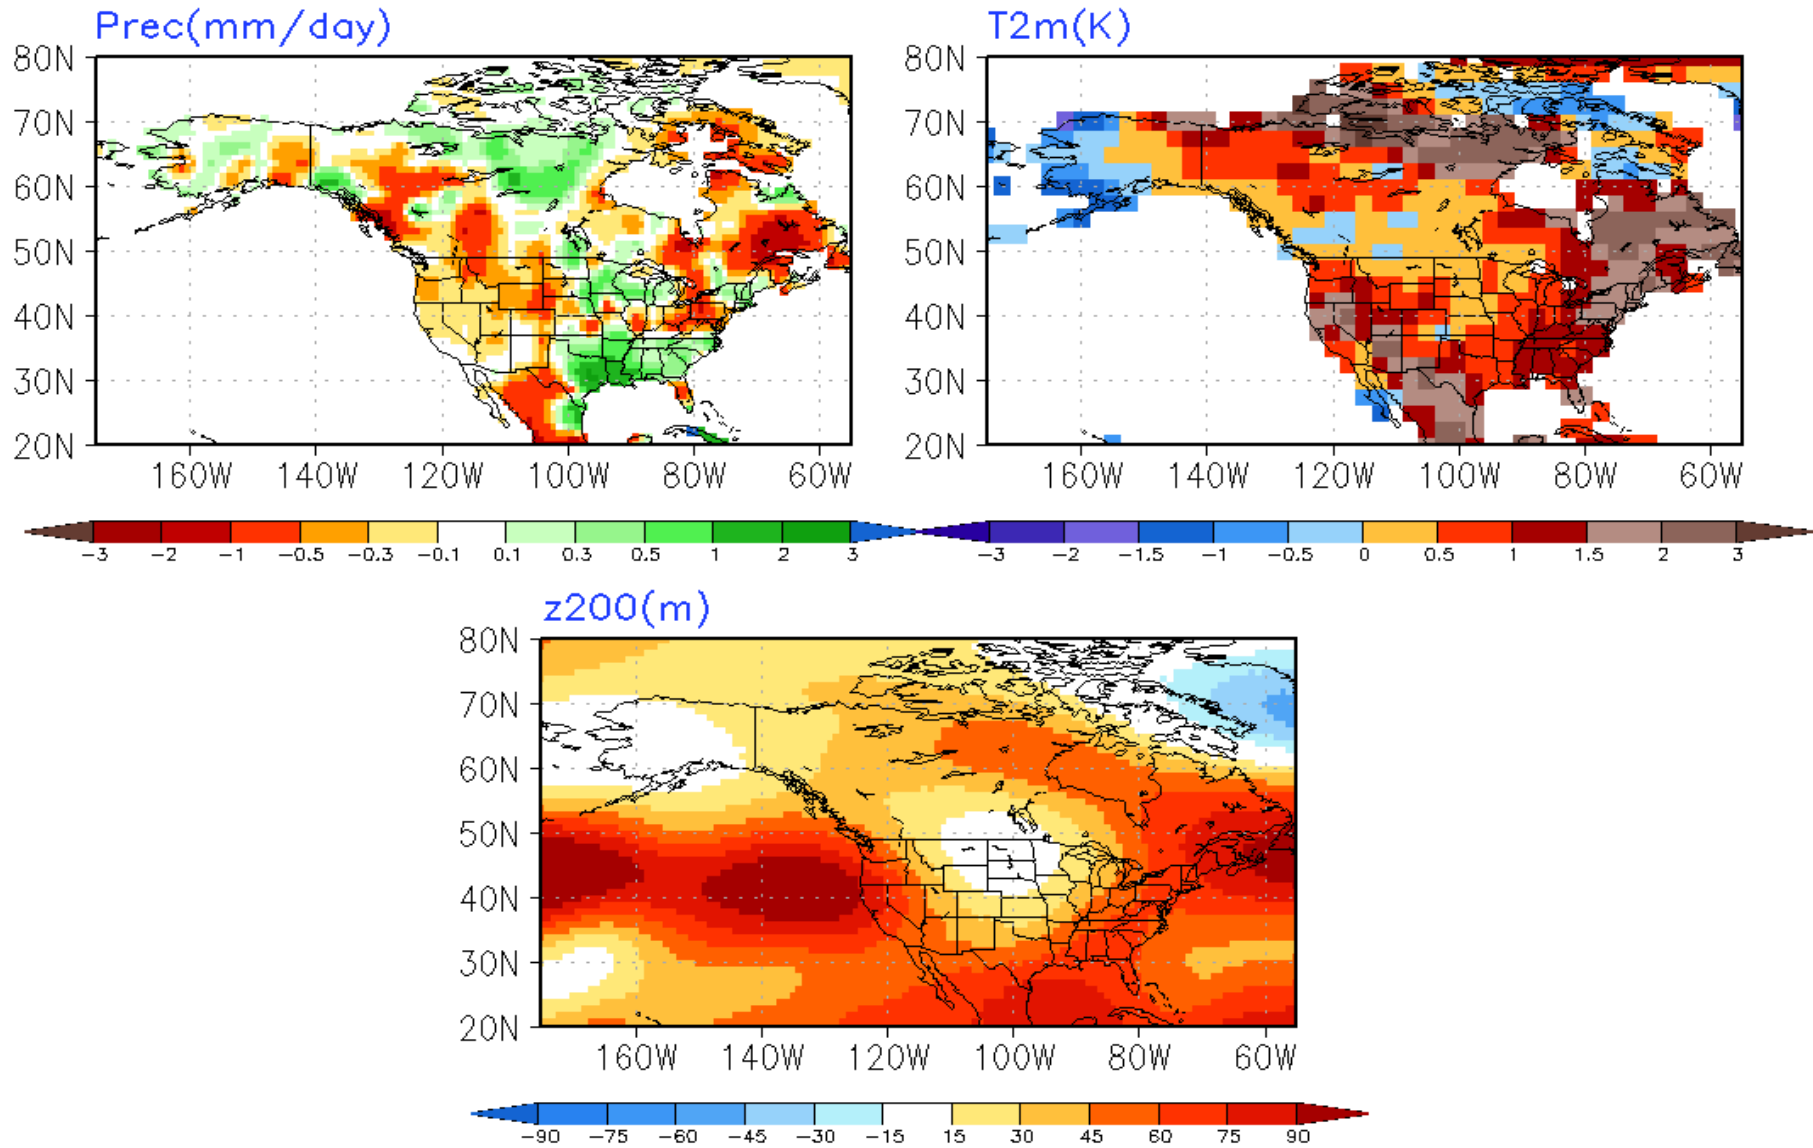 Prec(mm/day)
T2m(K)
80N
70N
60N
50N
40N
30N
20N
160W 140W 120W 100W 80W 60W
80N
70N
60N
50N
40N
30N
20N
160W 140W 120W 100W 80W 60W
-3 -2 -1 -0.5 -0.3 -0.1 0.1 0.3 0.5 1 2 3
-3 -2 -1.5 -1 -0.5 0 0.5 1 1.5 2 3
z200(m)
80N
70N
60N
50N
40N
30N
20N
160W 140W 120W 100W 80W 60W
-90 -75 -60 -45 -30 -15 15 30 45 60 75 90